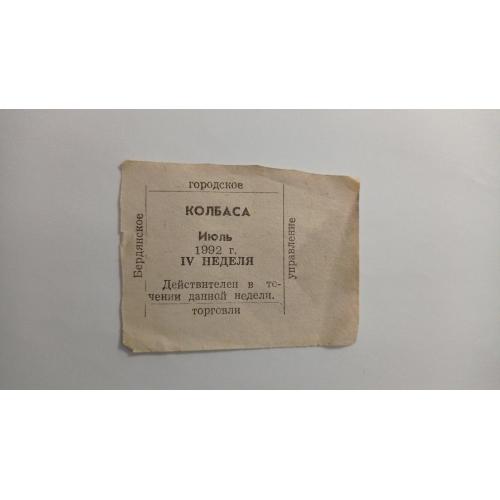 Бердянское
городское
управление
торговли
КОЛБАСА
Июль
1992 г.
IV НЕДЕЛЯ
Действителен в те-
чении данной недели.